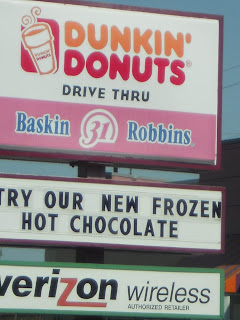 DUNKIN'
DONUTS®
DRIVE THRU
Baskin 31 Robbins
TRY OUR NEW FROZEN
HOT CHOCOLATE
verizon wireless
AUTHORIZED RETAILER